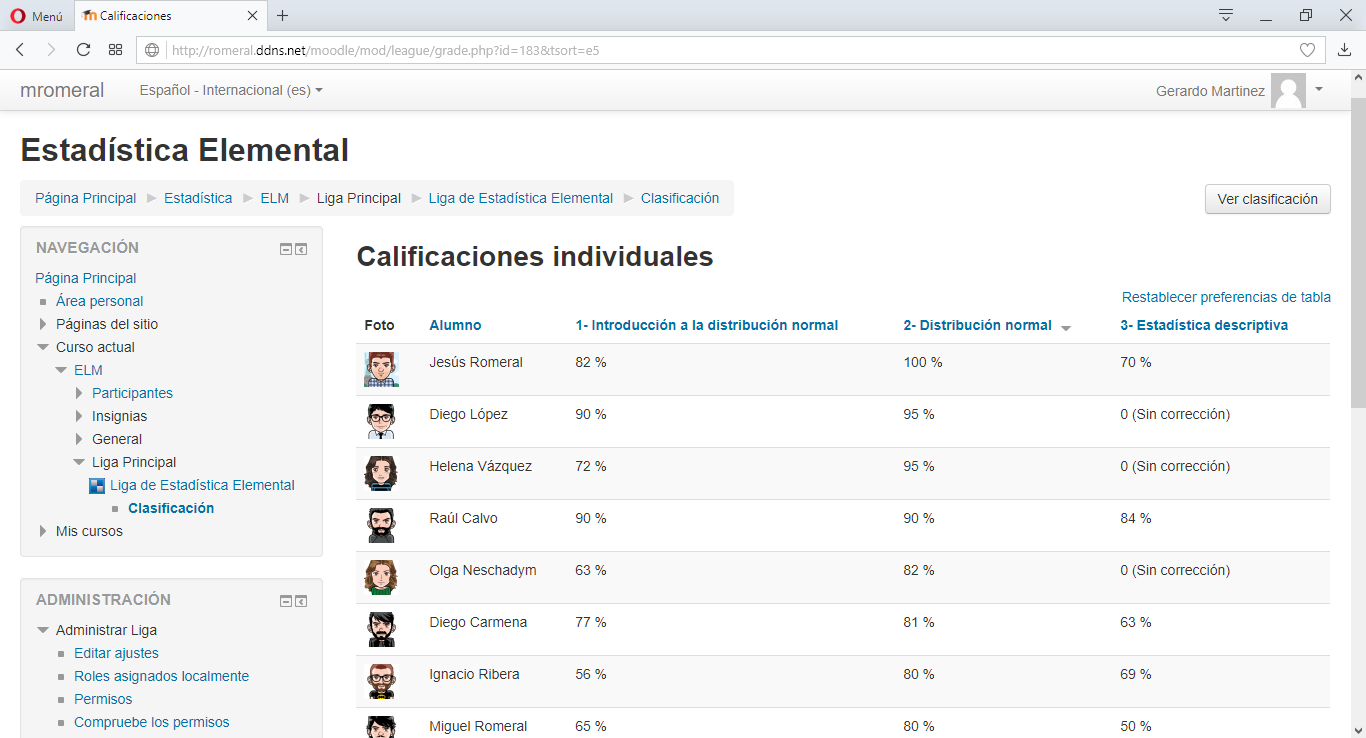 Menú
Calificaciones
http://romeral.ddns.net/moodle/mod/league/grade.php?id=183&tsort=e5
mromeral
Español - Internacional (es)
Gerardo Martinez
Estadística Elemental
Página Principal
Estadística
ELM
Liga Principal
Liga de Estadística Elemental
Clasificación
Ver clasificación
NAVEGACIÓN
Página Principal
Área personal
Páginas del sitio
Curso actual
ELM
Participantes
Insignias
General
Liga Principal
Liga de Estadística Elemental
Clasificación
Mis cursos
ADMINISTRACIÓN
Administrar Liga
Editar ajustes
Roles asignados localmente
Permisos
Compruebe los permisos
Calificaciones individuales
Restablecer preferencias de tabla
Foto Alumno 1- Introducción a la distribución normal 2- Distribución normal 3- Estadística descriptiva
Jesús Romeral 82 % 100 % 70 %
Diego López 90 % 95 % 0 (Sin corrección)
Helena Vázquez 72 % 95 % 0 (Sin corrección)
Raúl Calvo 90 % 90 % 84 %
Olga Neschadym 63 % 82 % 0 (Sin corrección)
Diego Carmena 77 % 81 % 63 %
Ignacio Ribera 56 % 80 % 69 %
Miguel Romeral 65 % 80 % 50 %